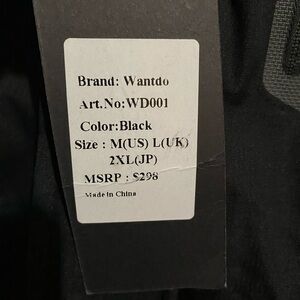 Brand: Wantdo
Art.No:WD001
Color:Black
Size : M(US) L(UK)
2XL(JP)
MSRP : $298
Made in China